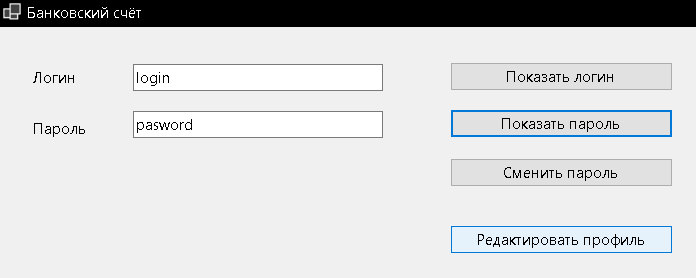 Банковский счёт
Логин
login
Показать логин
Пароль
pasword
Показать пароль
Сменить пароль
Редактировать профиль